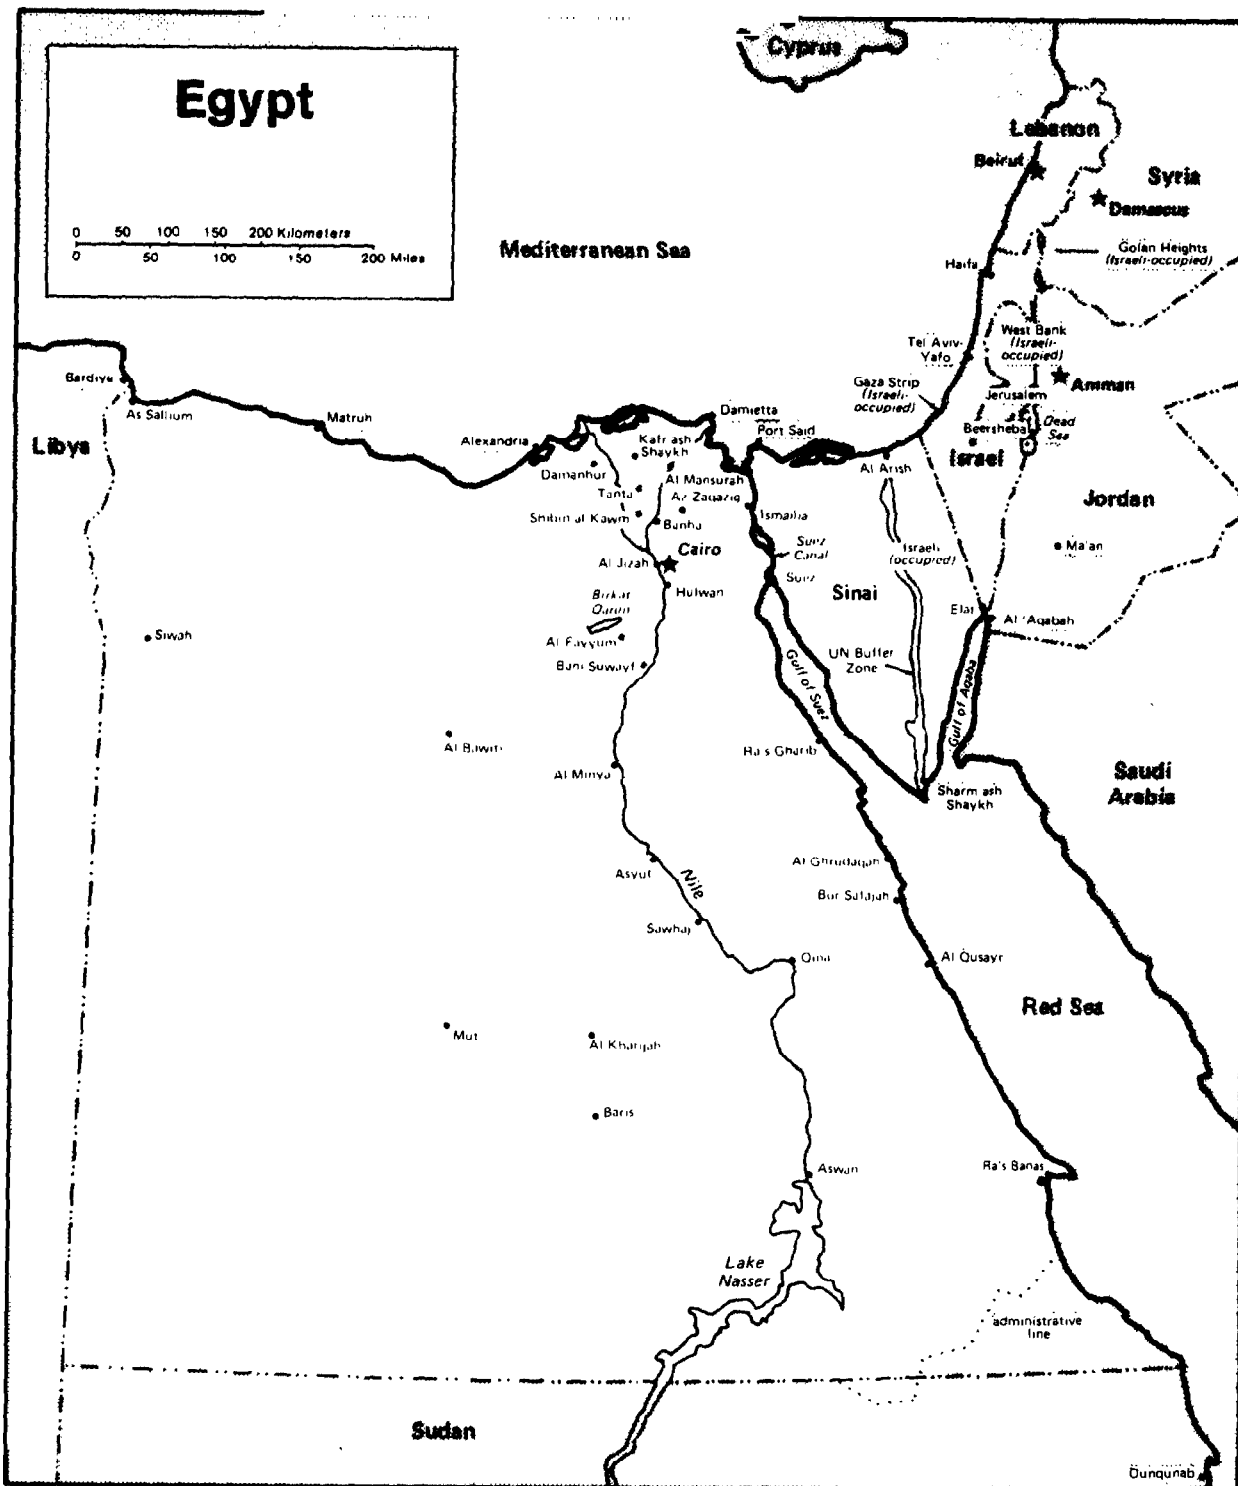 Egypt
0 50 100 150 200 Kilometers
0 50 100 150 200 Miles
Cyprus
Lebanon
Beirut
Syria
Damascus
Mediterranean Sea
Golan Heights
(Israeli-occupied)
Haifa
West Bank
(Israeli-
occupied)
Tel Aviv-
Yafo
Gaza Strip
(Israeli-
occupied)
Amman
Jerusalem
Bardiyah
As Sallum
Matruh
Damietta
Port Said
Beersheba
Dead
Sea
Libya
Alexandria
Kafr ash
Shaykh
Israel
Al Arish
Damanhur
Al Mansurah
Tanta
Az Zaqaziq
Jordan
Shibin al Kawm
Banha
Ismailia
Cairo
Suez
Canal
Israeli
(occupied)
Ma'an
Al Jizah
Suez
Sinai
Hulwan
Birkat
Qarun
Elat
Al 'Aqabah
Siwah
Al Fayyum
Bani Suwayf
UN Buffer
Zone
Gulf of Suez
Gulf of Aqaba
Al Bawiti
Ra's Gharib
Al Minya
Saudi
Arabia
Sharm ash
Shaykh
Asyut
Nile
Al Ghrudaqah
Bur Safajah
Sawhaj
Qina
Al Qusayr
Red Sea
Mut
Al Kharijah
Baris
Aswan
Ra's Banas
Lake
Nasser
administrative
line
Sudan
Dunqunab